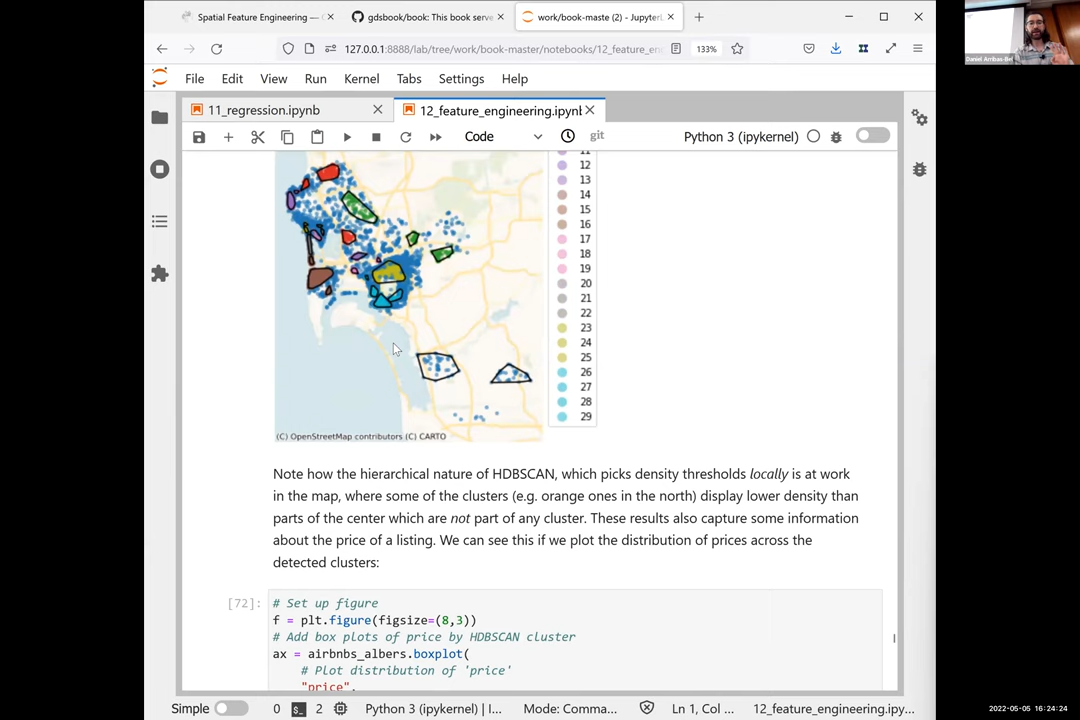 Spatial Feature Engineering — C
gdsbook/book: This book serve
work/book-maste (2) - Jupyter
127.0.0.1:8888/lab/tree/work/book-master/notebooks/12_feature_en
133%
File Edit View Run Kernel Tabs Settings Help
11_regression.ipynb
12_feature_engineering.ipynb
Code
git
Python 3 (ipykernel)
11
12
13
14
15
16
17
18
19
20
21
22
23
24
25
26
27
28
29
(C) OpenStreetMap contributors (C) CARTO
Note how the hierarchical nature of HDBSCAN, which picks density thresholds locally is at work
in the map, where some of the clusters (e.g. orange ones in the north) display lower density than
parts of the center which are not part of any cluster. These results also capture some information
about the price of a listing. We can see this if we plot the distribution of prices across the
detected clusters:
[72]:
# Set up figure
f = plt.figure(figsize=(8,3))
# Add box plots of price by HDBSCAN cluster
ax = airbnbs_albers.boxplot(
# Plot distribution of 'price'
"price",
Simple 0 $_ 2 Python 3 (ipykernel) | I... Mode: Comma... Ln 1, Col ... 12_feature_engineering.ipy...
Daniel Arribas-Bel
2022-05-05 16:24:24